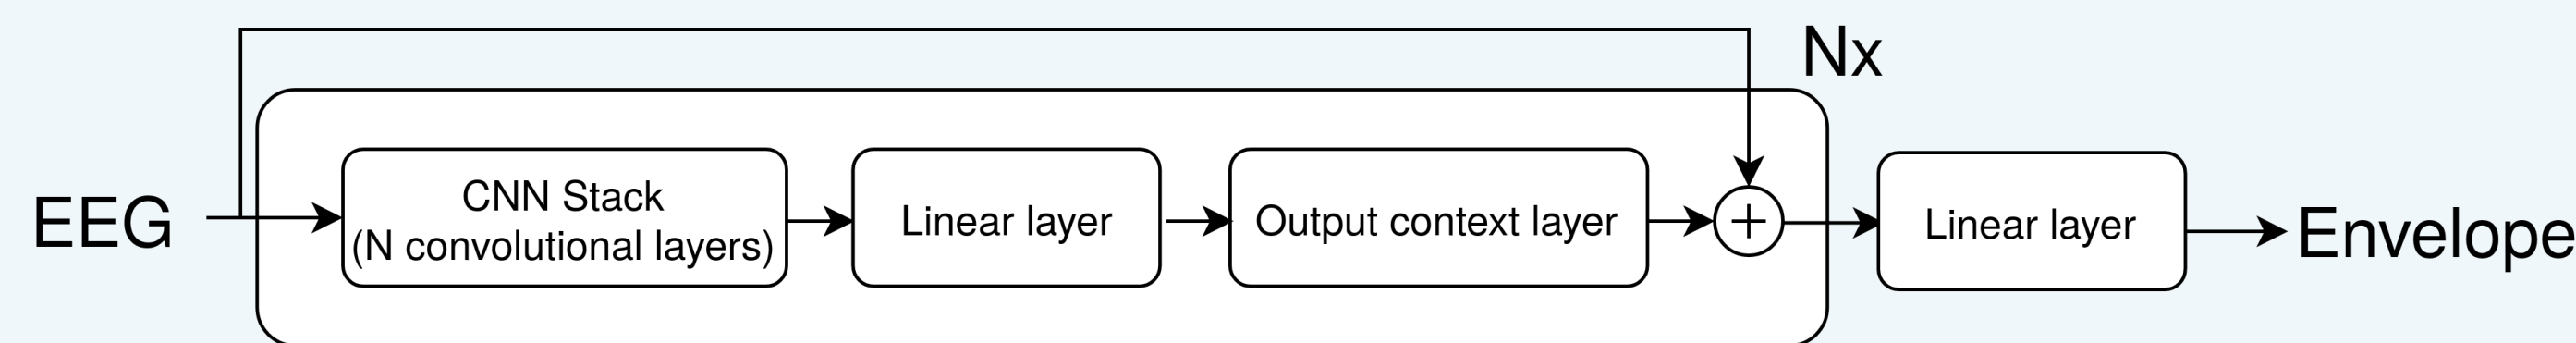 Nx
EEG
CNN Stack
(N convolutional layers)
Linear layer
Output context layer
+
Linear layer
Envelope